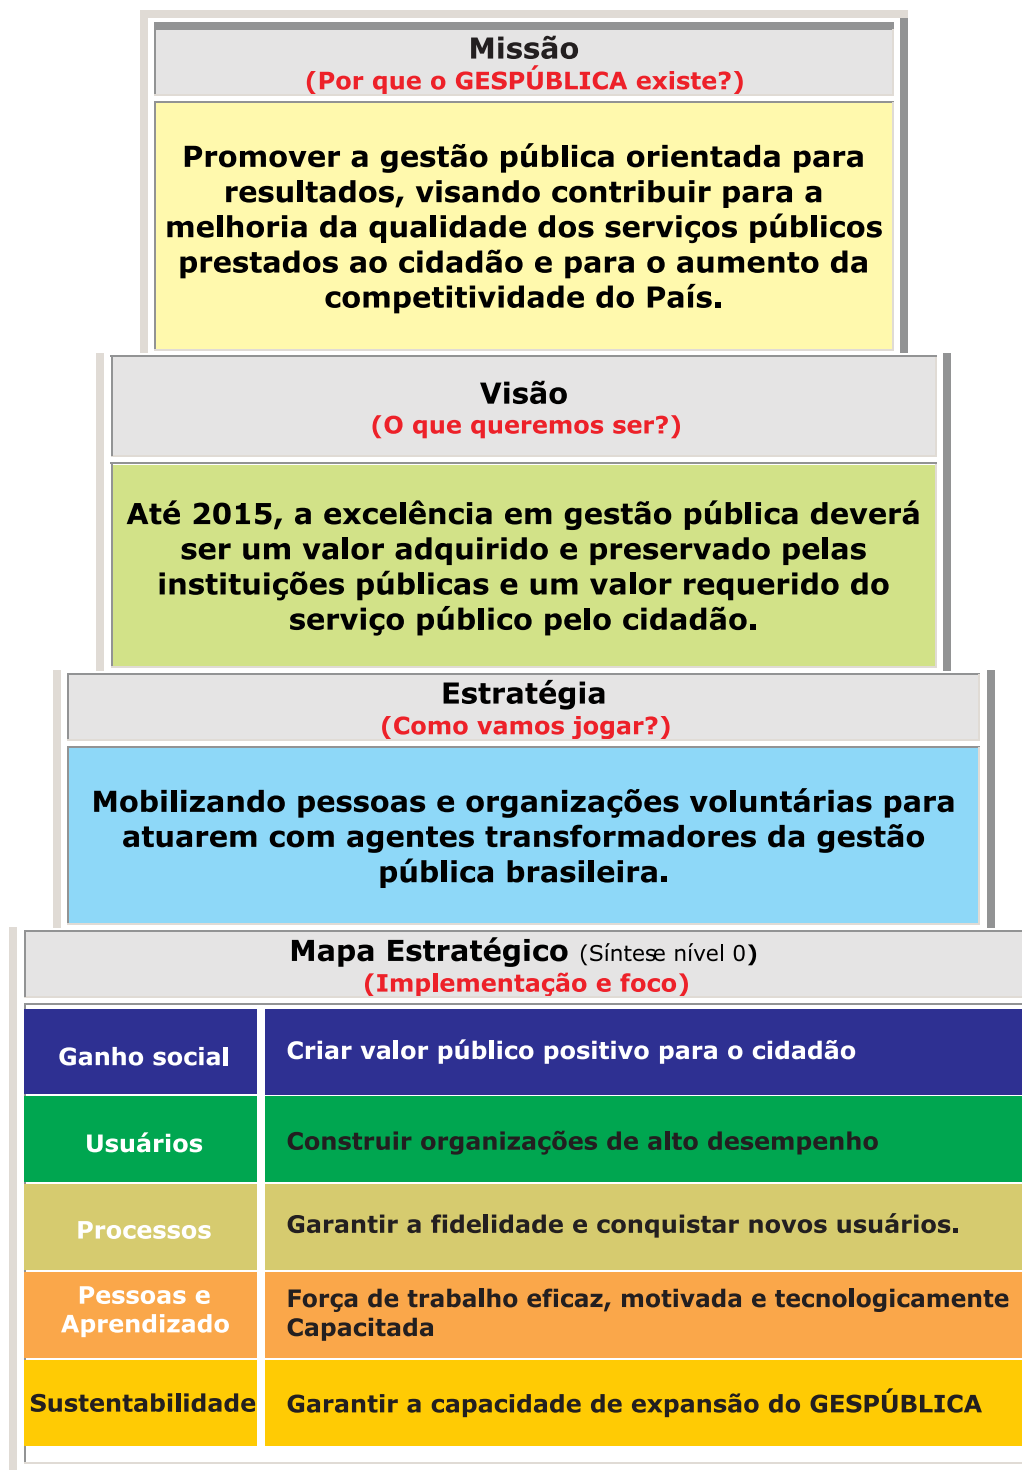 Missão
(Por que o GESPÚBLICA existe?)
Promover a gestão pública orientada para
resultados, visando contribuir para a
melhoria da qualidade dos serviços públicos
prestados ao cidadão e para o aumento da
competitividade do País.
Visão
(O que queremos ser?)
Até 2015, a excelência em gestão pública deverá
ser um valor adquirido e preservado pelas
instituições públicas e um valor requerido do
serviço público pelo cidadão.
Estratégia
(Como vamos jogar?)
Mobilizando pessoas e organizações voluntárias para
atuarem com agentes transformadores da gestão
pública brasileira.
Mapa Estratégico (Síntese nível 0)
(Implementação e foco)
Ganho social
Criar valor público positivo para o cidadão
Usuários
Construir organizações de alto desempenho
Processos
Garantir a fidelidade e conquistar novos usuários.
Pessoas e
Aprendizado
Força de trabalho eficaz, motivada e tecnologicamente
Capacitada
Sustentabilidade
Garantir a capacidade de expansão do GESPÚBLICA